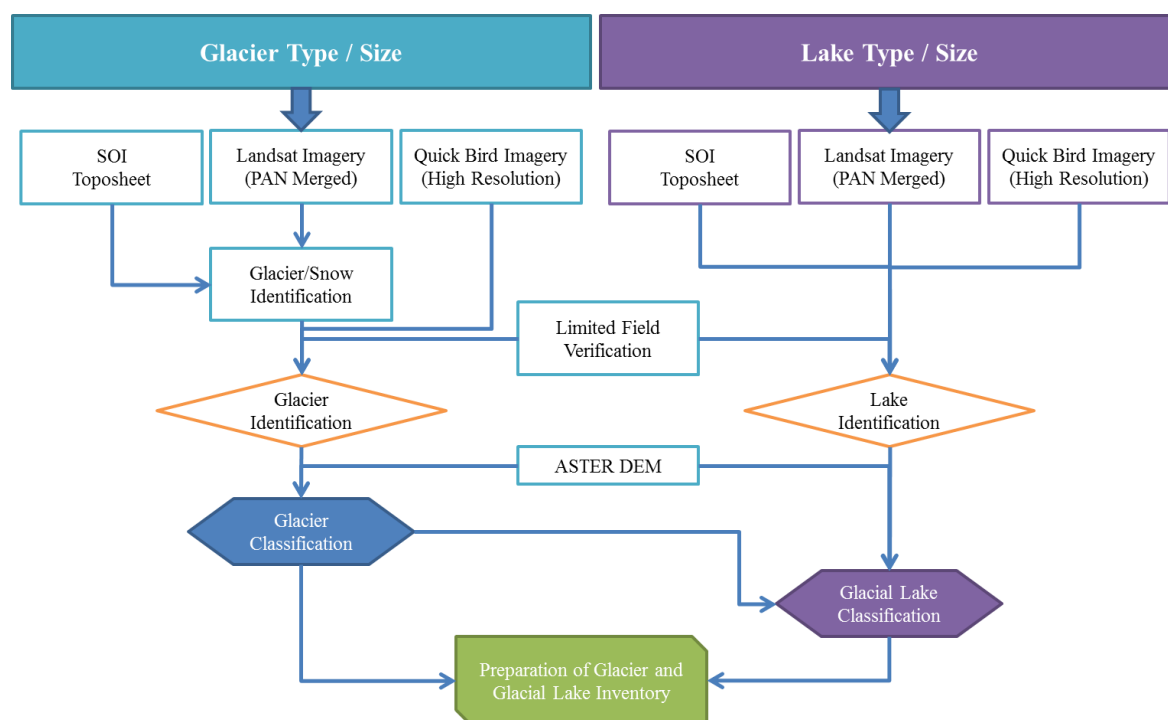 Glacier Type / Size
Lake Type / Size
SOI
Toposheet
Landsat Imagery
(PAN Merged)
Quick Bird Imagery
(High Resolution)
SOI
Toposheet
Landsat Imagery
(PAN Merged)
Quick Bird Imagery
(High Resolution)
Glacier/Snow
Identification
Limited Field
Verification
Glacier
Identification
Lake
Identification
ASTER DEM
Glacier
Classification
Glacial Lake
Classification
Preparation of Glacier and
Glacial Lake Inventory